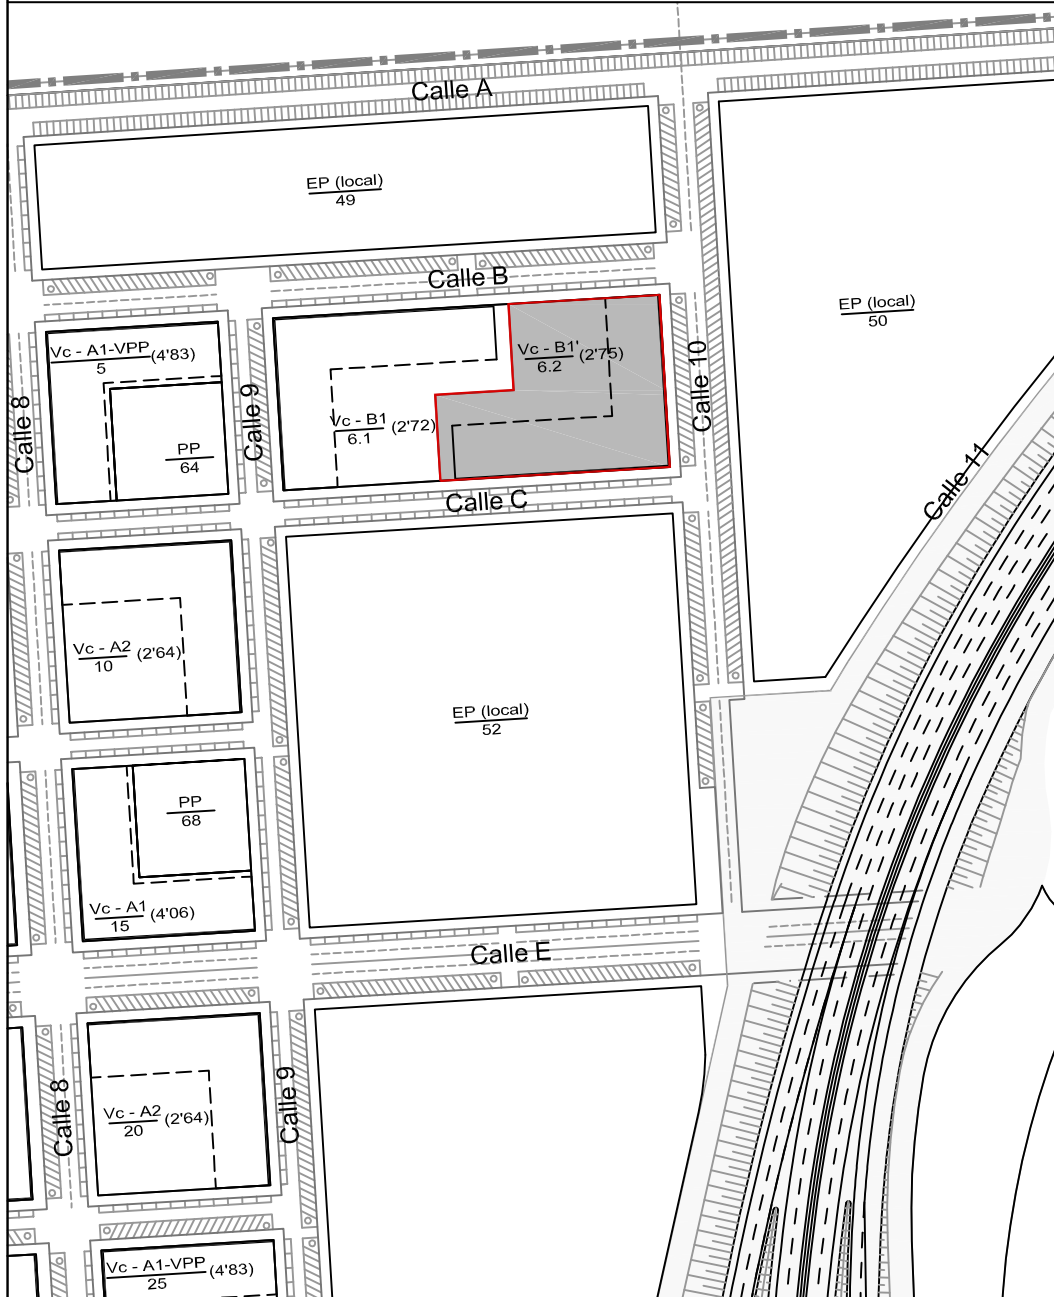 Calle A
EP (local)
49
Calle B
EP (local)
50
Vc - A1-VPP (4'83)
5
PP
64
Calle 8
Calle 9
Vc - B1 (2'72)
6.1
Vc - B1' (2'75)
6.2
Calle 10
Calle C
Calle 11
Vc - A2 (2'64)
10
EP (local)
52
PP
68
Vc - A1 (4'06)
15
Calle E
Calle 8
Vc - A2 (2'64)
20
Calle 9
Vc - A1-VPP (4'83)
25